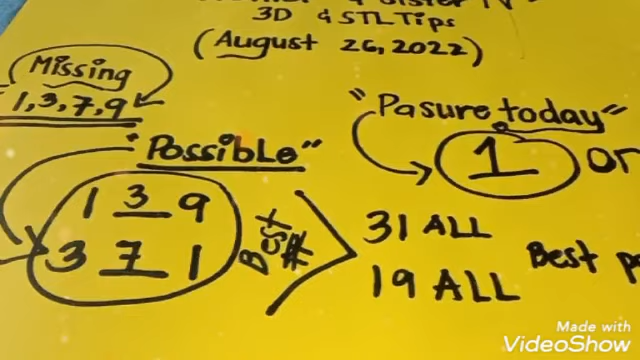 3D & STL Tips
(August 26, 2022)
Missing
1, 3, 7, 9
"Pasure today"
1 or
"Possible"
1 3 9
3 7 1
31 ALL
19 ALL
Best
Made with
VideoShow